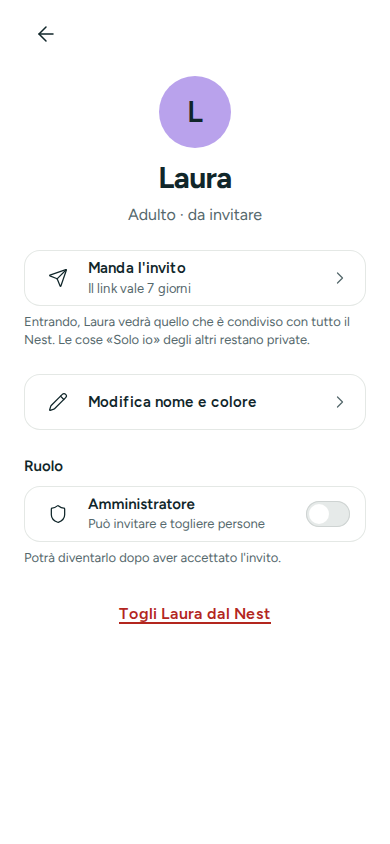 L
Laura
Adulto · da invitare
Manda l'invito
Il link vale 7 giorni
Entrando, Laura vedrà quello che è condiviso con tutto il
Nest. Le cose «Solo io» degli altri restano private.
Modifica nome e colore
Ruolo
Amministratore
Può invitare e togliere persone
Potrà diventarlo dopo aver accettato l'invito.
Togli Laura dal Nest